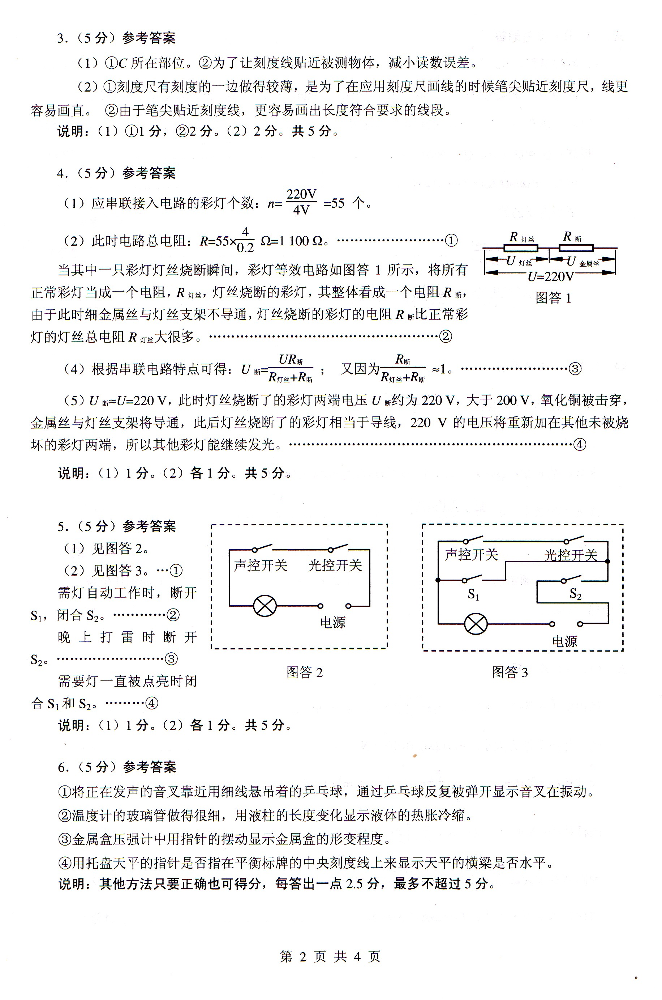 3．（5 分）参考答案
（1）①C 所在部位。②为了让刻度线贴近被测物体，减小读数误差。
（2）①刻度尺有刻度的一边做得较薄，是为了在应用刻度尺画线的时候笔尖贴近刻度尺，线更
容易画直。 ②由于笔尖贴近刻度线，更容易画出长度符合要求的线段。
说明：（1）①1 分，②2 分。（2）2 分。共 5 分。
4．（5 分）参考答案
（1）应串联接入电路的彩灯个数：n= 220V/4V =55 个。
（2）此时电路总电阻：R=55×4/0.2 Ω=1 100 Ω。……………………①
R 灯丝 R 断
U 灯丝 U 金属丝
U=220V
图答 1
当其中一只彩灯灯丝烧断瞬间，彩灯等效电路如图答 1 所示，将所有
正常彩灯当成一个电阻，R 灯丝，灯丝烧断的彩灯，其整体看成一个电阻 R 断，
由于此时细金属丝与灯丝支架不导通，灯丝烧断的彩灯的电阻 R 断比正常彩
灯的灯丝总电阻 R 灯丝大很多。……………………………………………②
（4）根据串联电路特点可得：U 断=UR断/R灯丝+R断 ； 又因为R断/R灯丝+R断 ≈1。……………………③
（5）U 断≈U=220 V，此时灯丝烧断了的彩灯两端电压 U 断约为 220 V，大于 200 V，氧化铜被击穿，
金属丝与灯丝支架将导通，此后灯丝烧断了的彩灯相当于导线，220 V 的电压将重新加在其他未被烧
坏的彩灯两端，所以其他彩灯能继续发光。………………………………………………………④
说明：（1）1 分。（2）各 1 分。共 5 分。
5．（5 分）参考答案
（1）见图答 2。
（2）见图答 3。…①
需灯自动工作时，断开
S1，闭合 S2。…………②
晚上打雷时断开
S2。……………………③
需要灯一直被点亮时闭
合 S1 和 S2。………④
声控开关 光控开关
电源
图答 2
声控开关 光控开关
S1 S2
电源
图答 3
说明：（1）1 分。（2）各 1 分。共 5 分。
6．（5 分）参考答案
①将正在发声的音叉靠近用细线悬吊着的乒乓球，通过乒乓球反复被弹开显示音叉在振动。
②温度计的玻璃管做得很细，用液柱的长度变化显示液体的热胀冷缩。
③金属盒压强计中用指针的摆动显示金属盒的形变程度。
④用托盘天平的指针是否指在平衡标牌的中央刻度线上来显示天平的横梁是否水平。
说明：其他方法只要正确也可得分，每答出一点 2.5 分，最多不超过 5 分。
第 2 页 共 4 页